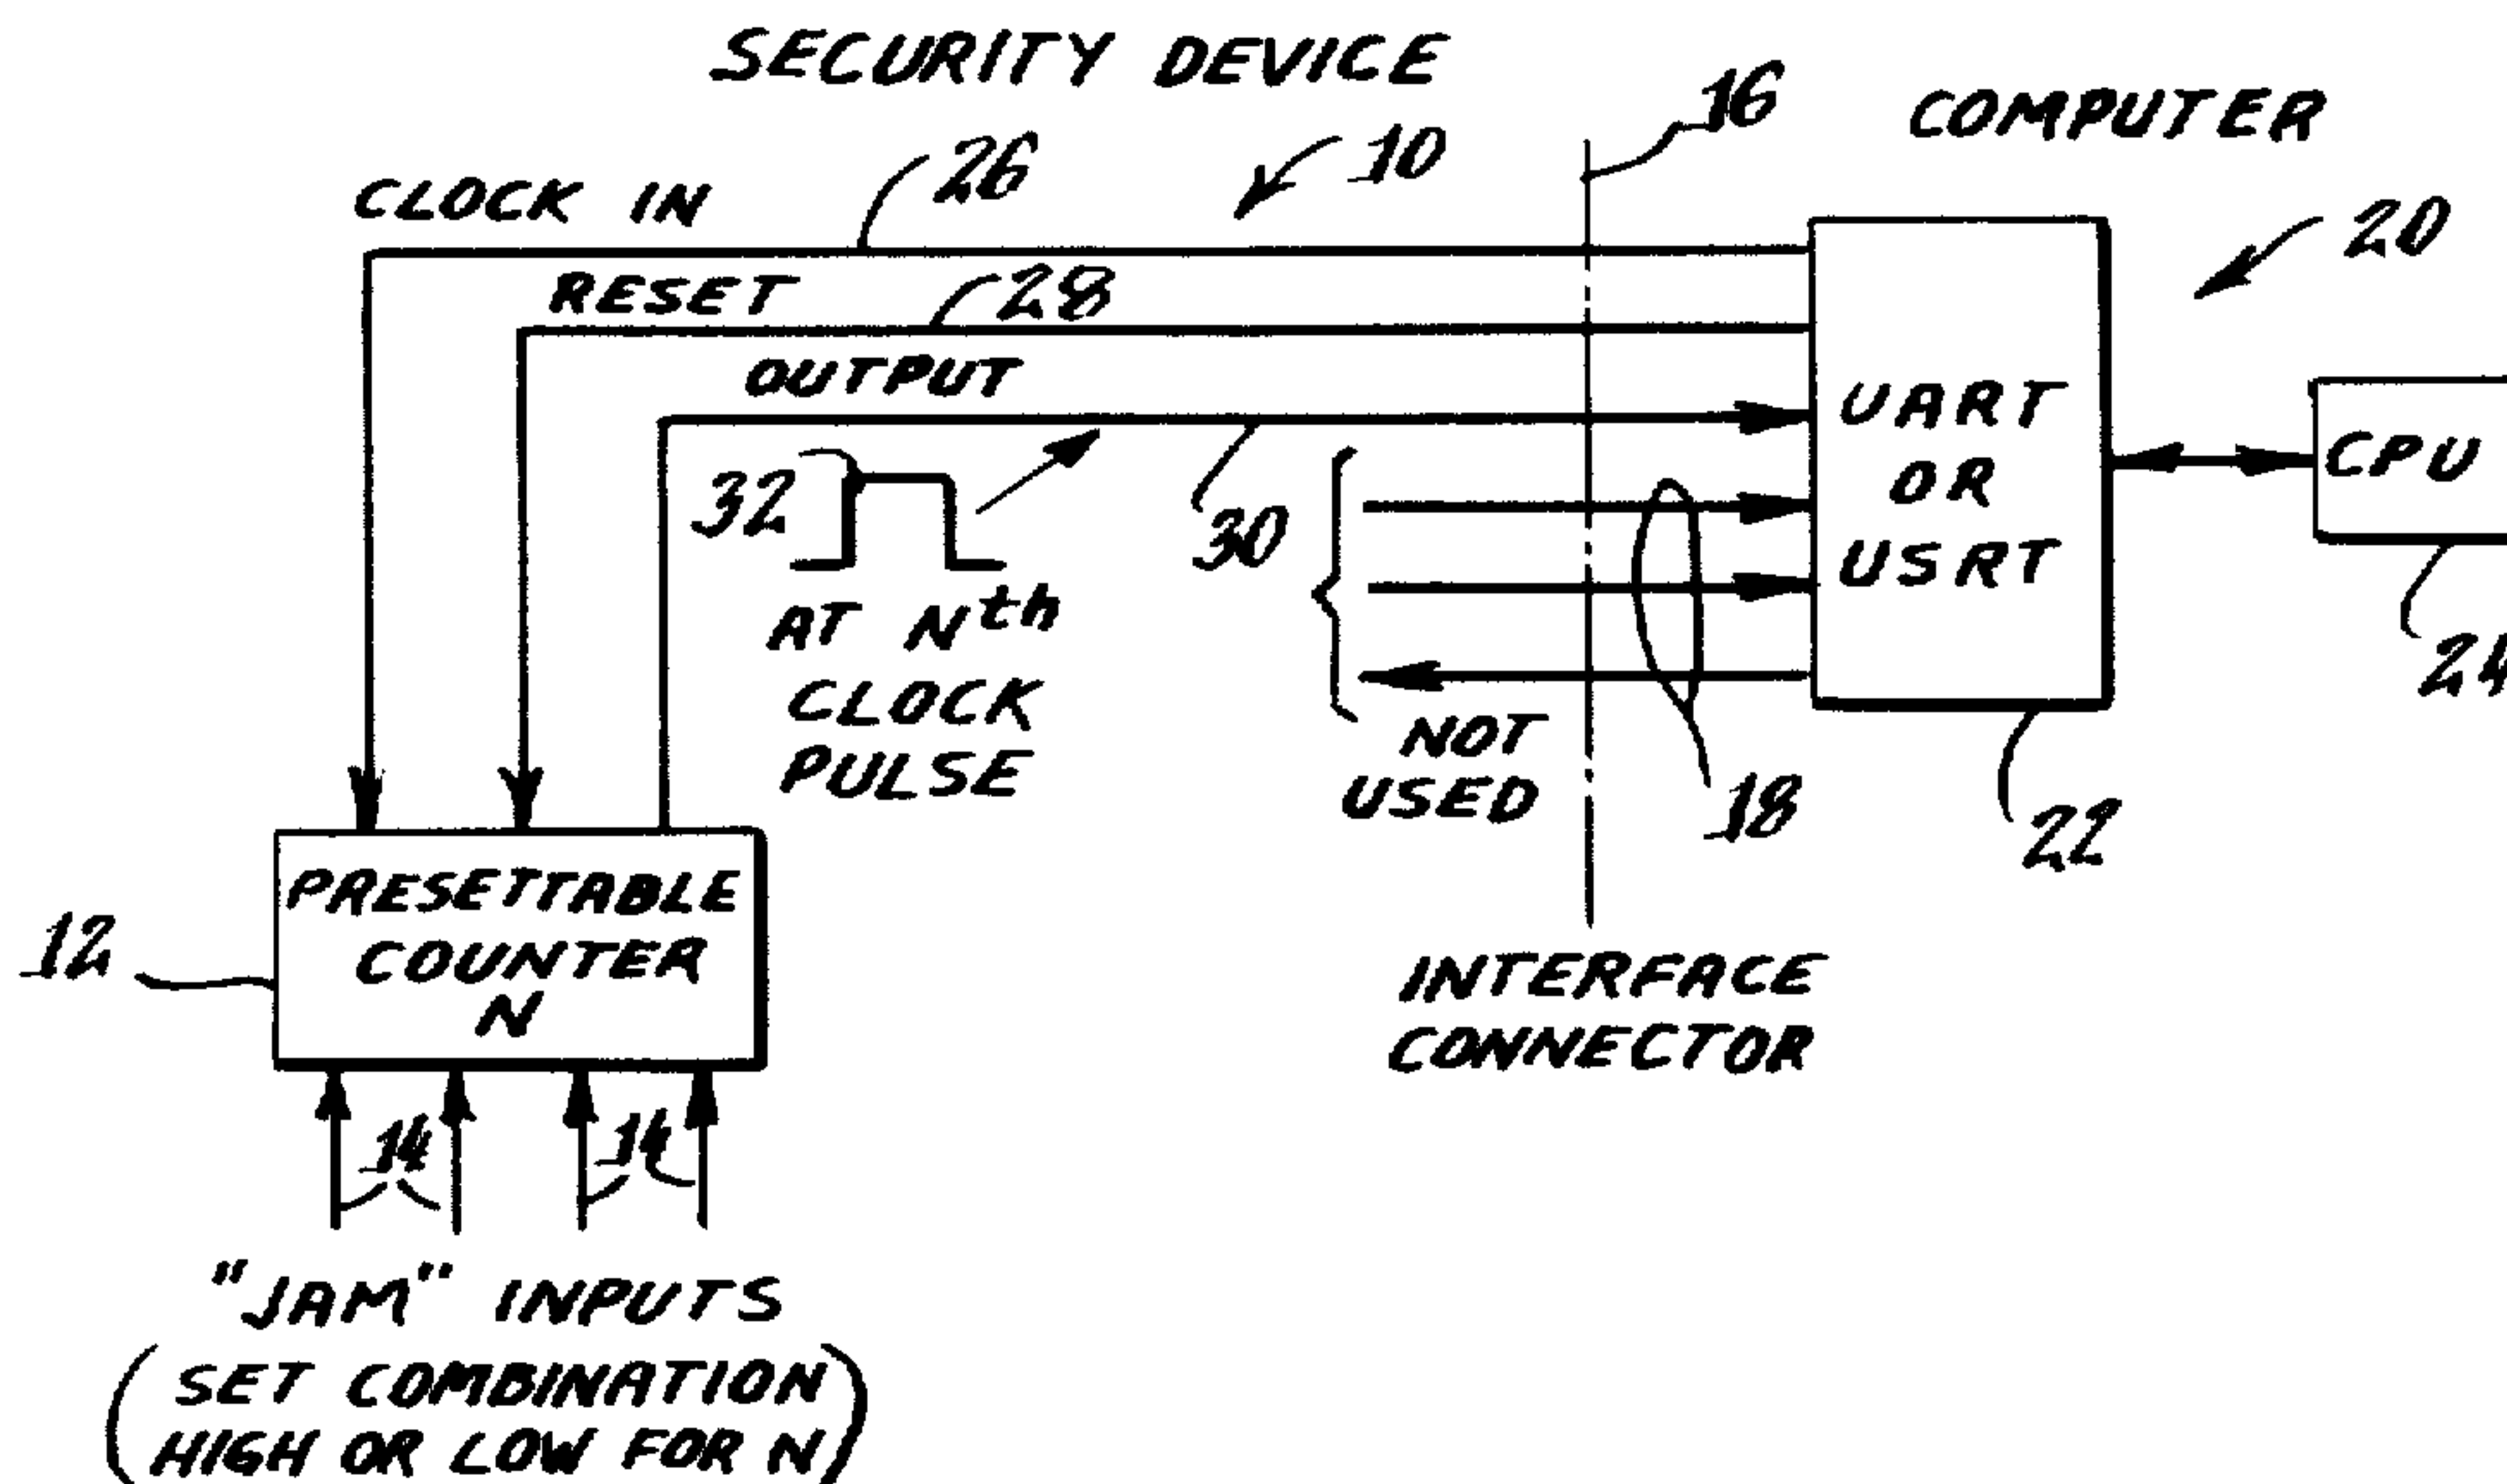 SECURITY DEVICE
16
COMPUTER
10
26
CLOCK IN
20
RESET
28
OUTPUT
UART
OR
USRT
CPU
32
30
AT Nth
CLOCK
PULSE
NOT
USED
18
22
PRESETTABLE
COUNTER
N
12
INTERFACE
CONNECTOR
14
14
"JAM" INPUTS
(SET COMBINATION
HIGH OR LOW FOR N)